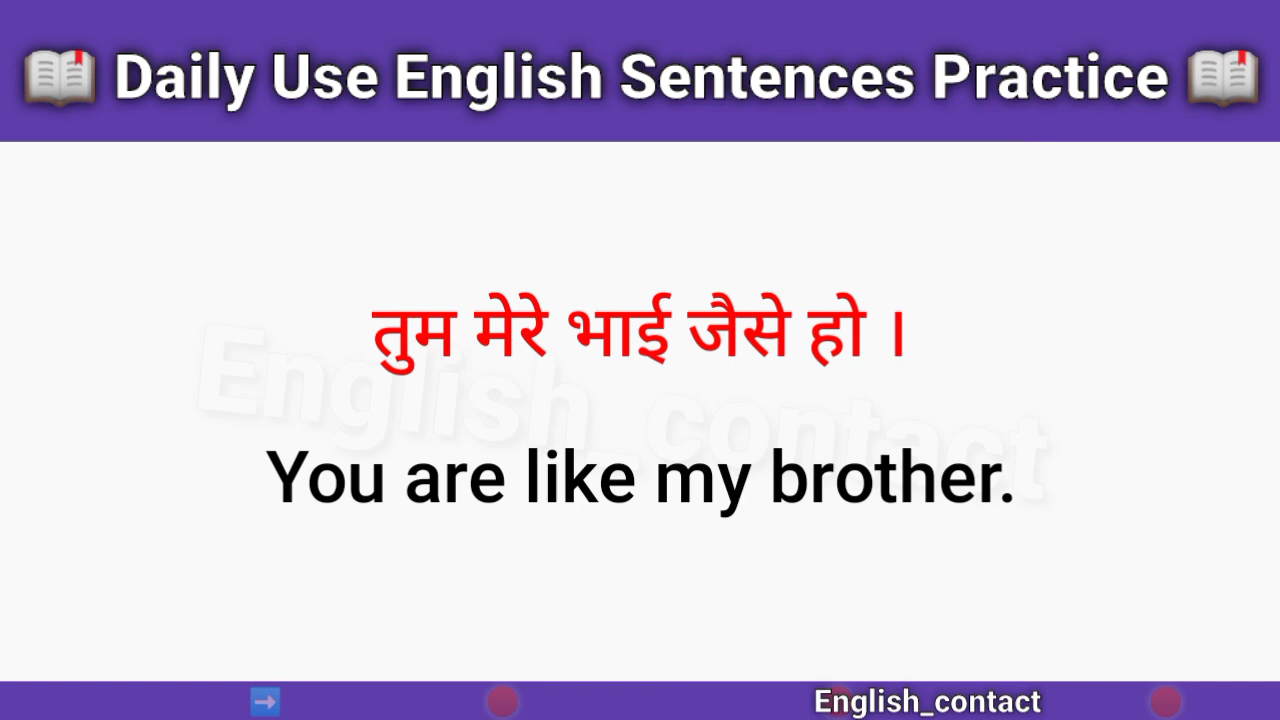 📖 Daily Use English Sentences Practice 📖
तुम मेरे भाई जैसे हो ।
English_contact
You are like my brother.
➡️ English_contact